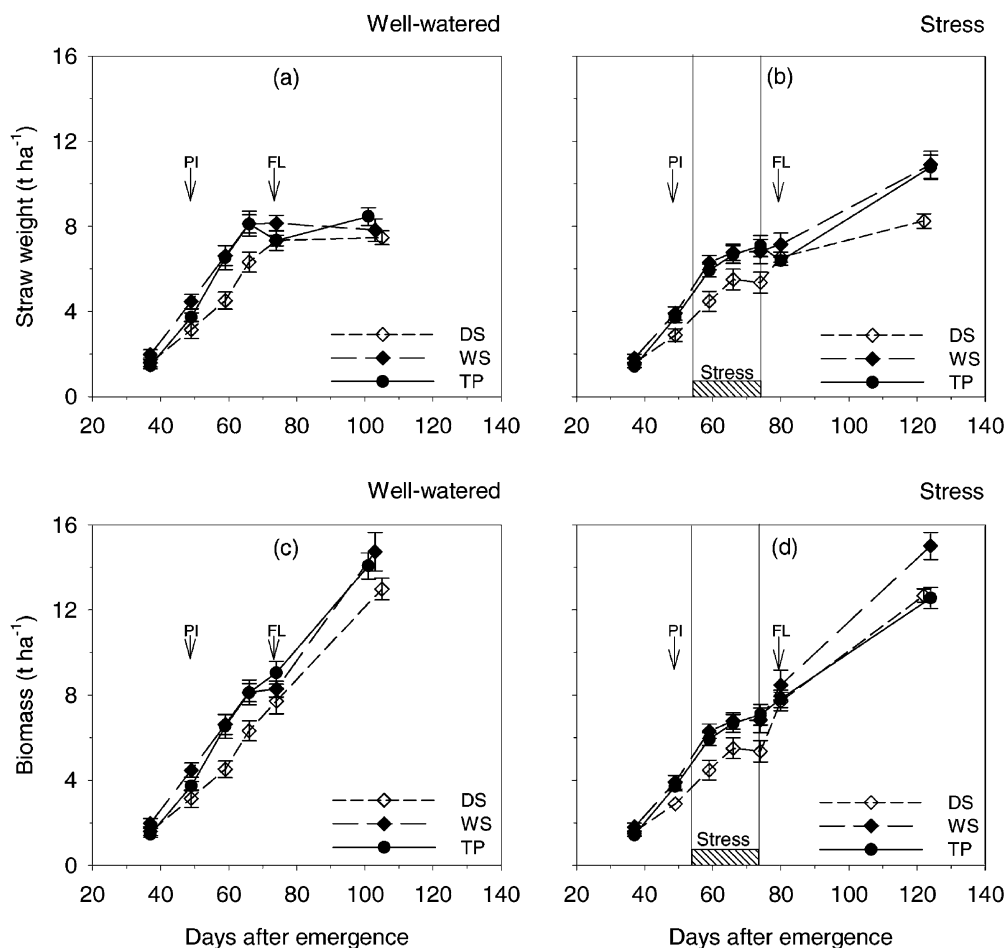 Well-watered
Stress
(a)
(b)
Straw weight (t ha⁻¹)
16
12
8
4
0
PI
FL
DS
WS
TP
20 40 60 80 100 120 140
PI
FL
Stress
DS
WS
TP
20 40 60 80 100 120 140
Well-watered
Stress
(c)
(d)
Biomass (t ha⁻¹)
16
12
8
4
0
PI
FL
DS
WS
TP
20 40 60 80 100 120 140
Days after emergence
PI
FL
Stress
DS
WS
TP
20 40 60 80 100 120 140
Days after emergence